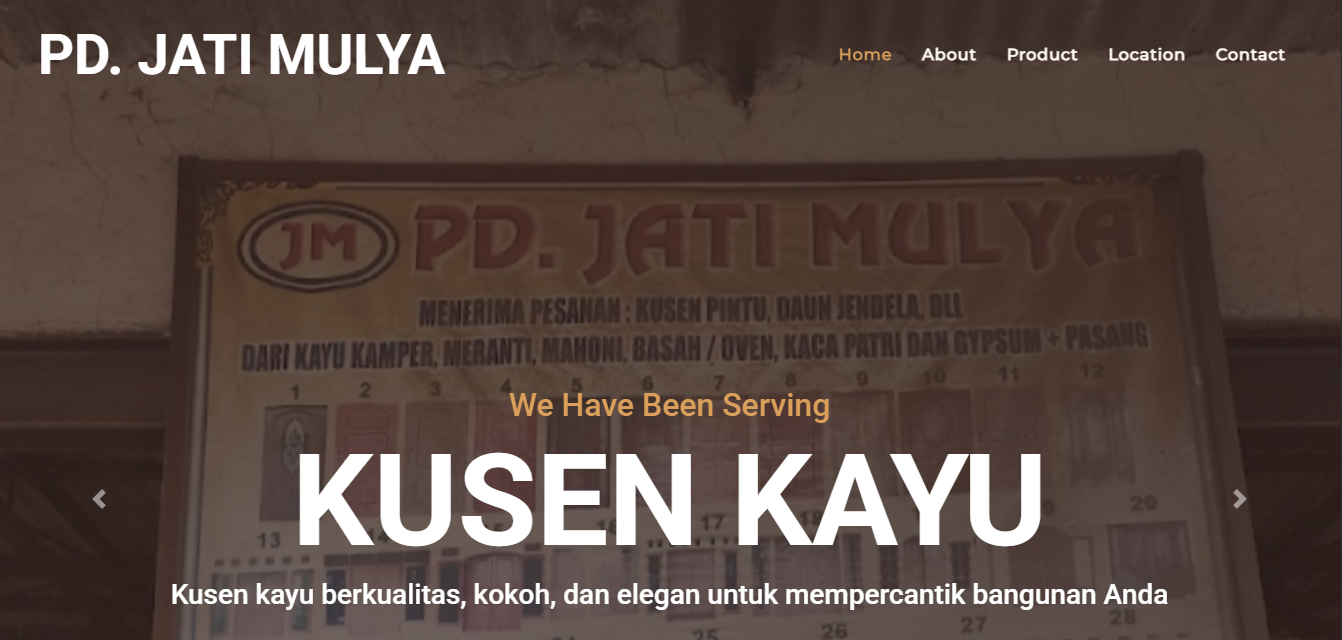 PD. JATI MULYA
Home About Product Location Contact
JM PD. JATI MULYA
MENERIMA PESANAN : KUSEN PINTU, DAUN JENDELA, DLL
DARI KAYU KAMPER, MERANTI, MAHONI, BASAH / OVEN, KACA PATRI DAN GYPSUM + PASANG
1 2 3 4 5 6 7 8 9 10 11 12
We Have Been Serving
KUSEN KAYU
13 14 16 17 18 20
Kusen kayu berkualitas, kokoh, dan elegan untuk mempercantik bangunan Anda
25 26 27 28